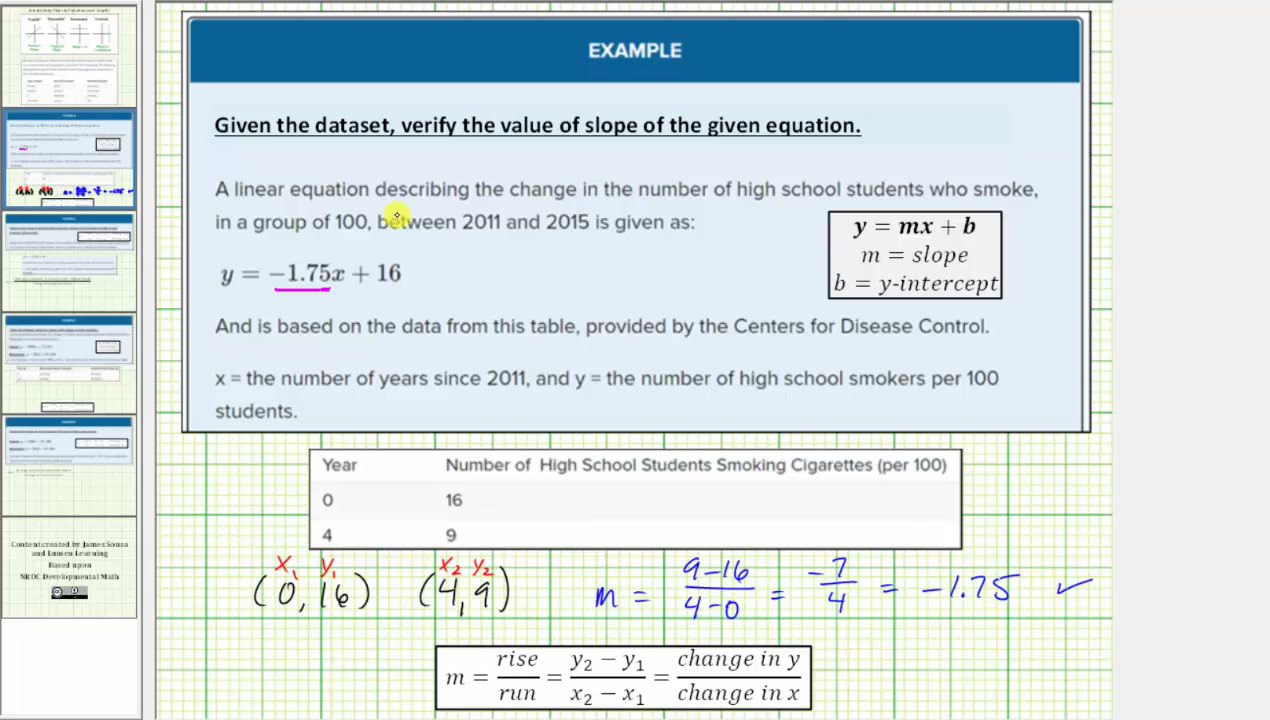 EXAMPLE
Given the dataset, verify the value of slope of the given equation.
A linear equation describing the change in the number of high school students who smoke,
in a group of 100, between 2011 and 2015 is given as:
y = −1.75x + 16
y = mx + b
m = slope
b = y-intercept
And is based on the data from this table, provided by the Centers for Disease Control.
x = the number of years since 2011, and y = the number of high school smokers per 100
students.
Year Number of High School Students Smoking Cigarettes (per 100)
0 16
4 9
x₁ y₁ x₂ y₂
(0, 16) (4, 9) m = (9−16)/(4−0) = −7/4 = −1.75 ✓
m = rise/run = (y₂ − y₁)/(x₂ − x₁) = change in y/change in x
Content created by James Sousa
and Lumen Learning
Based upon
NROC Developmental Math